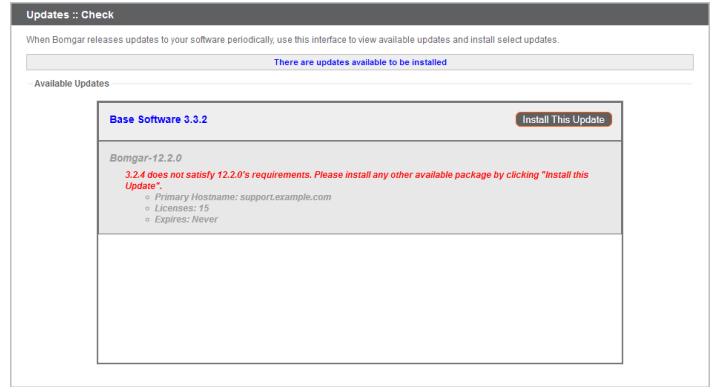 Updates :: Check
When Bomgar releases updates to your software periodically, use this interface to view available updates and install select updates.
There are updates available to be installed
Available Updates
Base Software 3.3.2
Install This Update
Bomgar-12.2.0
3.2.4 does not satisfy 12.2.0's requirements. Please install any other available package by clicking "Install this
Update".
Primary Hostname: support.example.com
Licenses: 15
Expires: Never